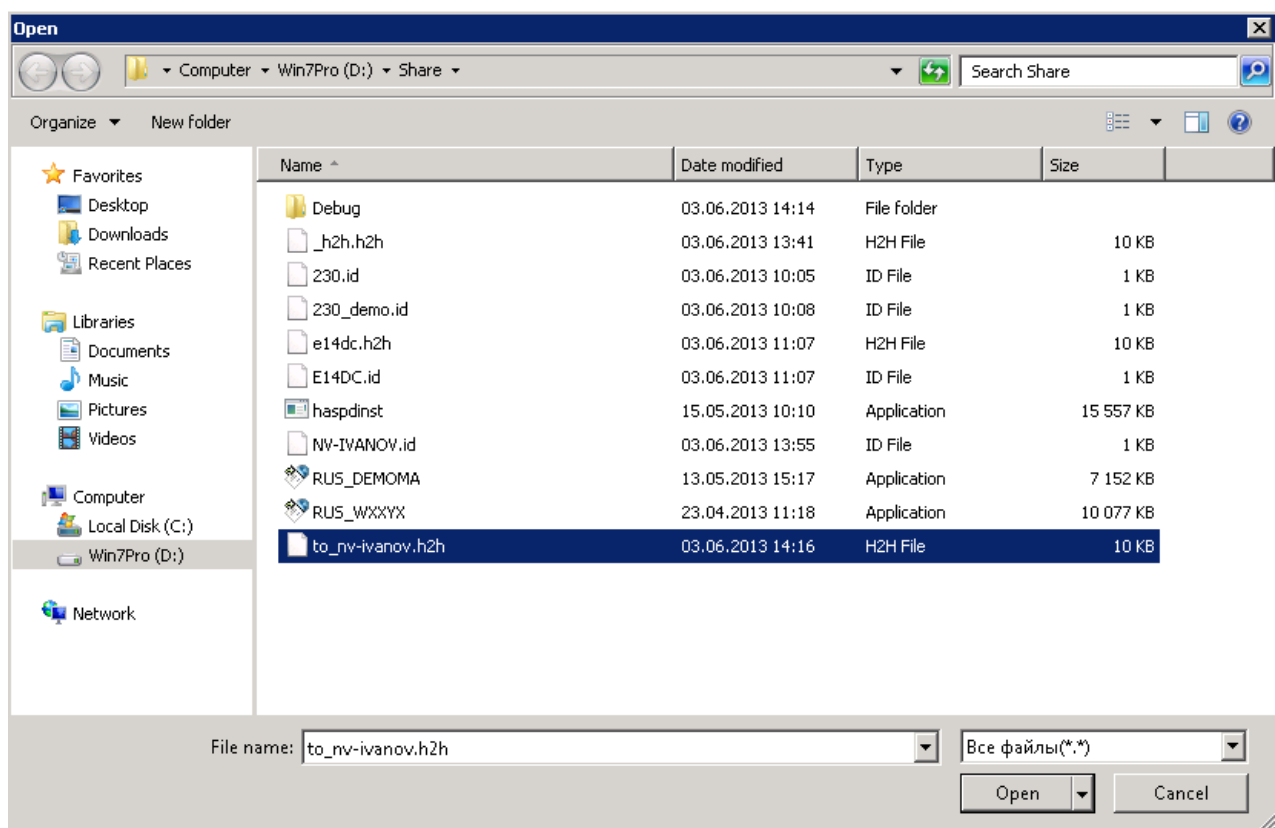 Open
Computer Win7Pro (D:) Share
Search Share
Organize New folder
Name Date modified Type Size
Favorites
Desktop
Downloads
Recent Places
Libraries
Documents
Music
Pictures
Videos
Computer
Local Disk (C:)
Win7Pro (D:)
Network
Debug 03.06.2013 14:14 File folder
_h2h.h2h 03.06.2013 13:41 H2H File 10 KB
230.id 03.06.2013 10:05 ID File 1 KB
230_demo.id 03.06.2013 10:08 ID File 1 KB
e14dc.h2h 03.06.2013 11:07 H2H File 10 KB
E14DC.id 03.06.2013 11:07 ID File 1 KB
haspdinst 15.05.2013 10:10 Application 15 557 KB
NV-IVANOV.id 03.06.2013 13:55 ID File 1 KB
RUS_DEMOMA 13.05.2013 15:17 Application 7 152 KB
RUS_WXXYX 23.04.2013 11:18 Application 10 077 KB
to_nv-ivanov.h2h 03.06.2013 14:16 H2H File 10 KB
File name: to_nv-ivanov.h2h
Все файлы(*.*)
Open Cancel